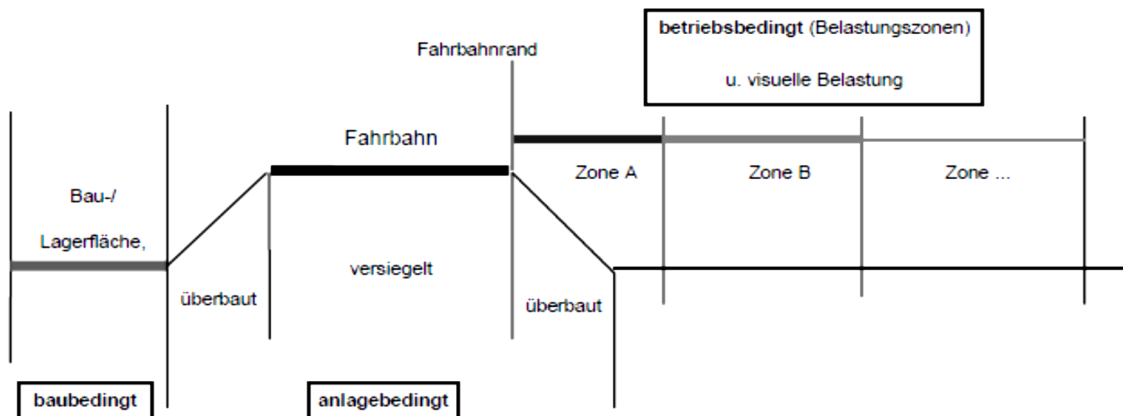 betriebsbedingt (Belastungszonen)
u. visuelle Belastung
Fahrbahnrand
Fahrbahn
Zone A
Zone B
Zone ...
Bau-/
Lagerfläche,
versiegelt
überbaut
überbaut
baubedingt
anlagebedingt